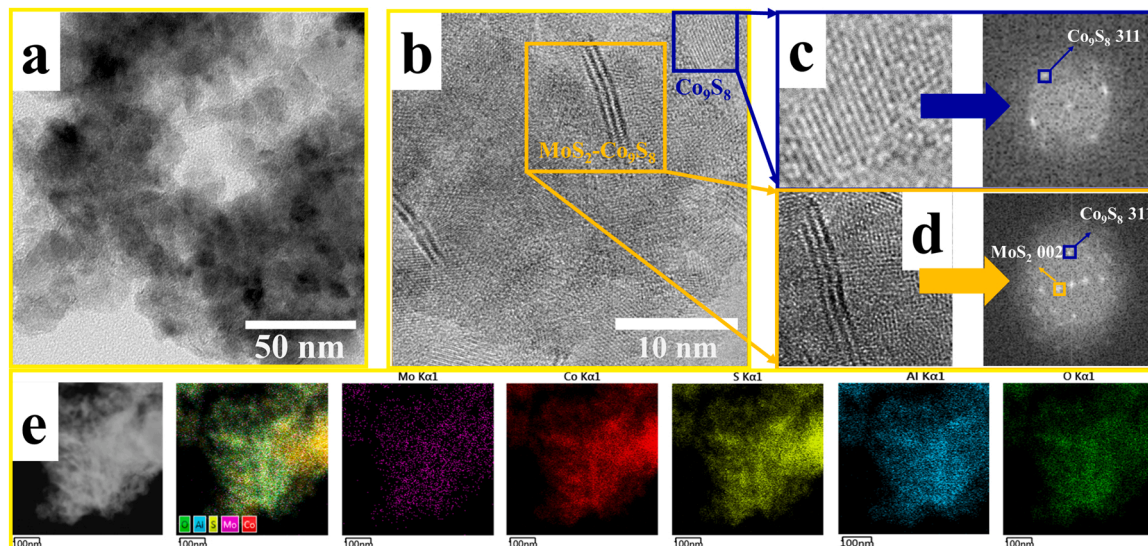 a
50 nm
b
Co₉S₈
MoS₂-Co₉S₈
10 nm
c
Co₉S₈ 311
d
Co₉S₈ 31
MoS₂ 002
e
Mo Kα1
Co Kα1
S Kα1
Al Kα1
O Kα1
O Al S Mo Co
100nm
100nm
100nm
100nm
100nm
100nm
100nm